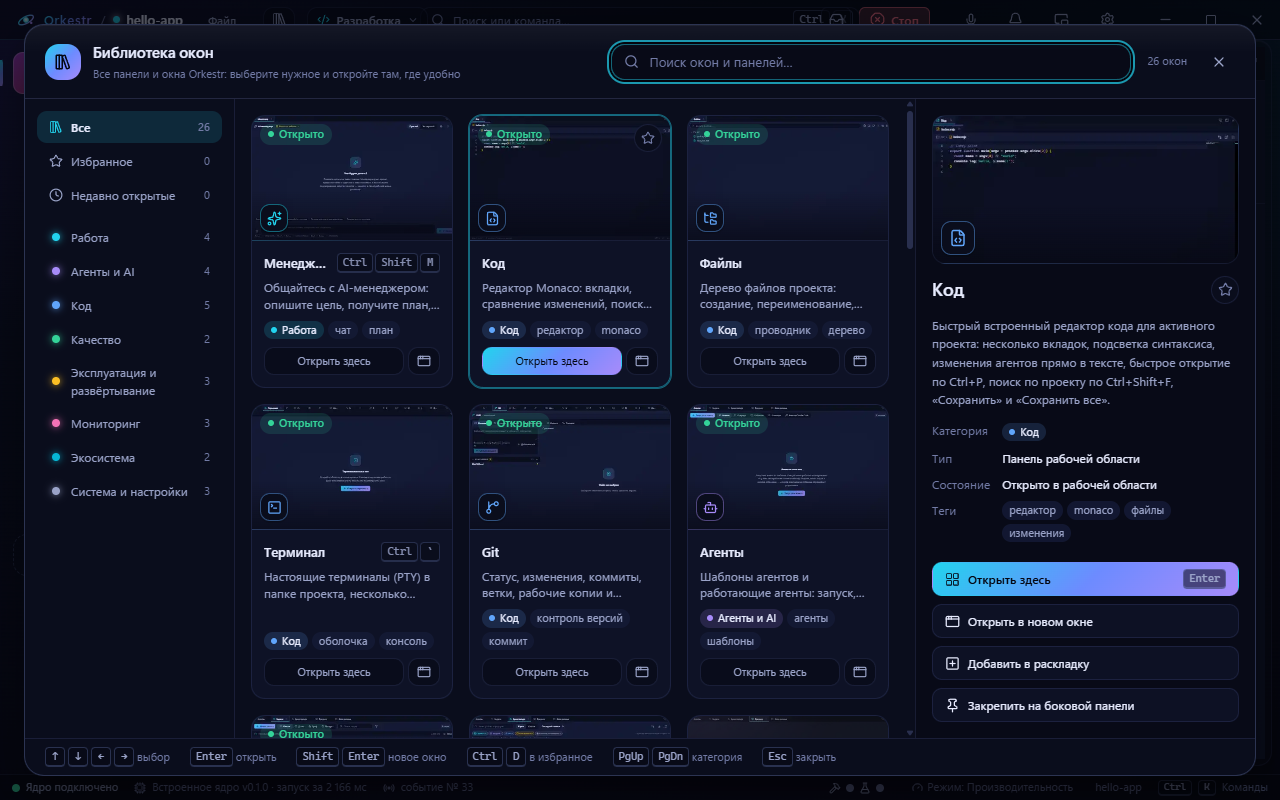 Orkestr / hello-app Файл Разработка Поиск или команда Ctrl Стоп
Библиотека окон
Все панели и окна Orkestr: выберите нужное и откройте там, где удобно
Поиск окон и панелей…
26 окон
Все 26
Избранное 0
Недавно открытые 0
Работа 4
Агенты и AI 4
Код 5
Качество 2
Эксплуатация и
развёртывание 3
Мониторинг 3
Экосистема 2
Система и настройки 3
Открыто
Менедж… Ctrl Shift M
Общайтесь с AI-менеджером:
опишите цель, получите план,…
Работа чат план
Открыть здесь
Открыто
Код
Редактор Monaco: вкладки,
сравнение изменений, поиск…
Код редактор monaco
Открыть здесь
Открыто
Файлы
Дерево файлов проекта:
создание, переименование,…
Код проводник дерево
Открыть здесь
Открыто
Терминал Ctrl `
Настоящие терминалы (PTY) в
папке проекта, несколько…
Код оболочка консоль
Открыть здесь
Открыто
Git
Статус, изменения, коммиты,
ветки, рабочие копии и…
Код контроль версий
коммит
Открыть здесь
Открыто
Агенты
Шаблоны агентов и
работающие агенты: запуск,…
Агенты и AI агенты
шаблоны
Открыть здесь
Открыто
Код
Быстрый встроенный редактор кода для активного
проекта: несколько вкладок, подсветка синтаксиса,
изменения агентов прямо в тексте, быстрое открытие
по Ctrl+P, поиск по проекту по Ctrl+Shift+F,
«Сохранить» и «Сохранить все».
Категория Код
Тип Панель рабочей области
Состояние Открыто в рабочей области
Теги редактор monaco файлы
изменения
Открыть здесь Enter
Открыть в новом окне
Добавить в раскладку
Закрепить на боковой панели
↑ ↓ ← → выбор Enter открыть Shift Enter новое окно Ctrl D в избранное PgUp PgDn категория Esc закрыть
Ядро подключено Встроенное ядро v0.1.0 · запуск за 2 166 мс событие № 33 Режим: Производительность hello-app Ctrl K Команды